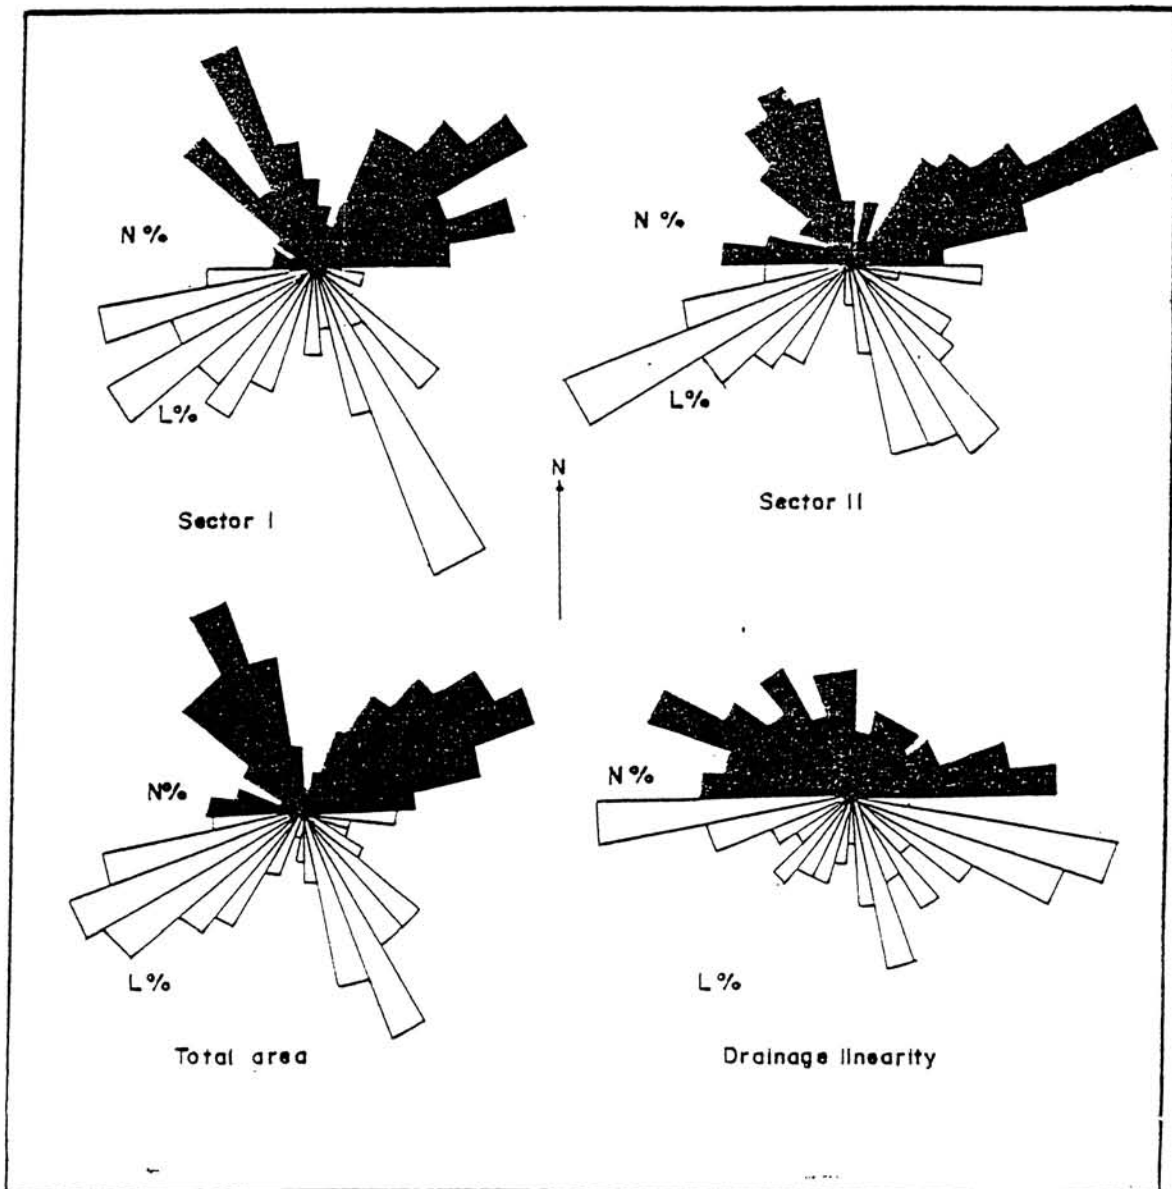 N%
L%
Sector I
N%
L%
Sector II
N
N%
L%
Total area
N%
L%
Drainage linearity